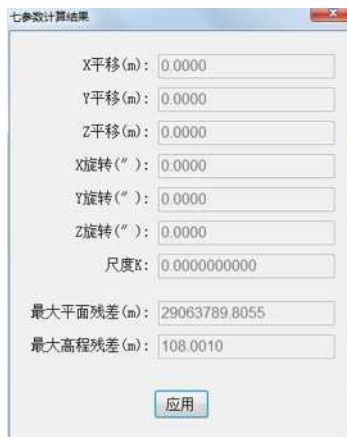 七参数计算结果
X平移(m): 0.0000
Y平移(m): 0.0000
Z平移(m): 0.0000
X旋转(″ ): 0.0000
Y旋转(″ ): 0.0000
Z旋转(″ ): 0.0000
尺度K: 0.0000000000
最大平面残差(m): 29063789.8055
最大高程残差(m): 108.0010
应用